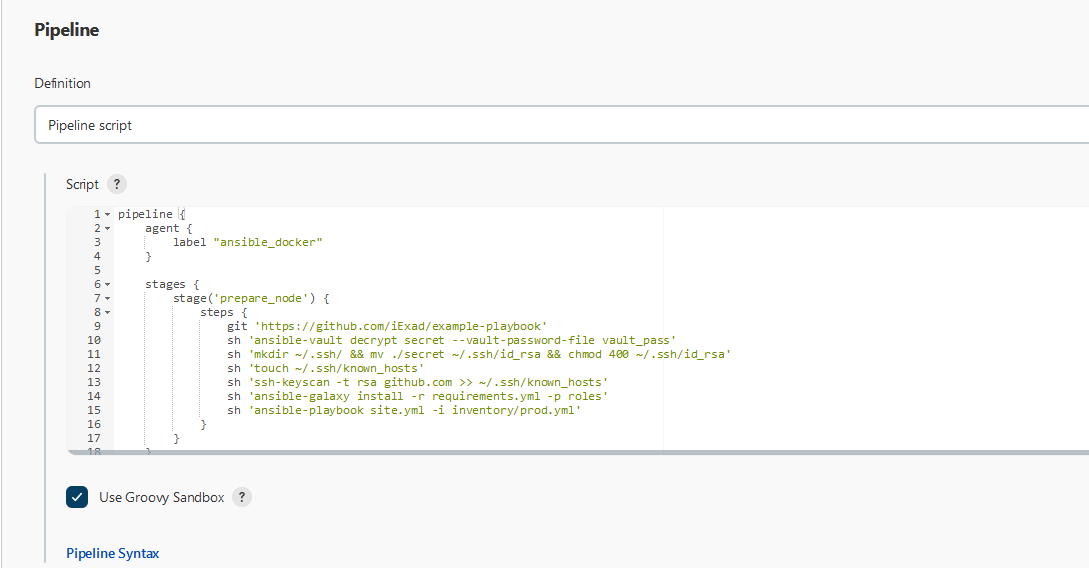 Pipeline
Definition
Pipeline script
Script ?
1 pipeline {
2 agent {
3 label "ansible_docker"
4 }
5
6 stages {
7 stage('prepare_node') {
8 steps {
9 git 'https://github.com/iExad/example-playbook'
10 sh 'ansible-vault decrypt secret --vault-password-file vault_pass'
11 sh 'mkdir ~/.ssh/ && mv ./secret ~/.ssh/id_rsa && chmod 400 ~/.ssh/id_rsa'
12 sh 'touch ~/.ssh/known_hosts'
13 sh 'ssh-keyscan -t rsa github.com >> ~/.ssh/known_hosts'
14 sh 'ansible-galaxy install -r requirements.yml -p roles'
15 sh 'ansible-playbook site.yml -i inventory/prod.yml'
16 }
17 }
18 }
Use Groovy Sandbox ?
Pipeline Syntax